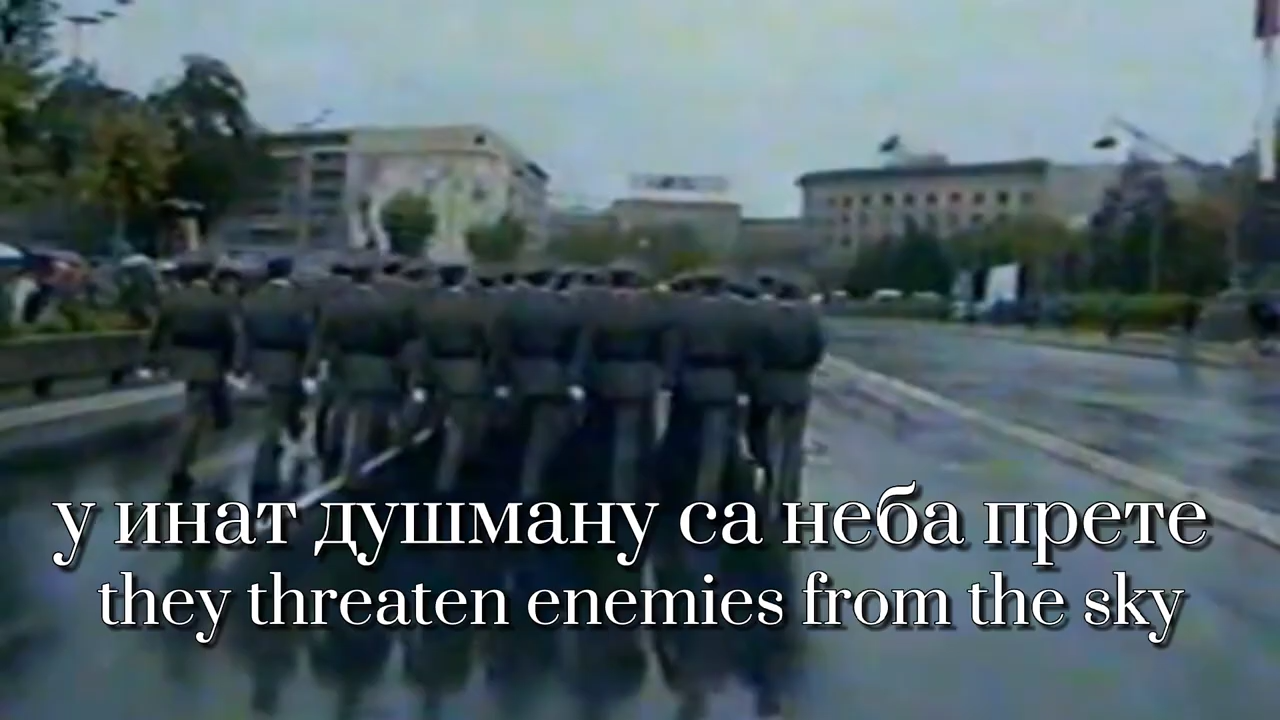 у инат душману са неба прете
they threaten enemies from the sky